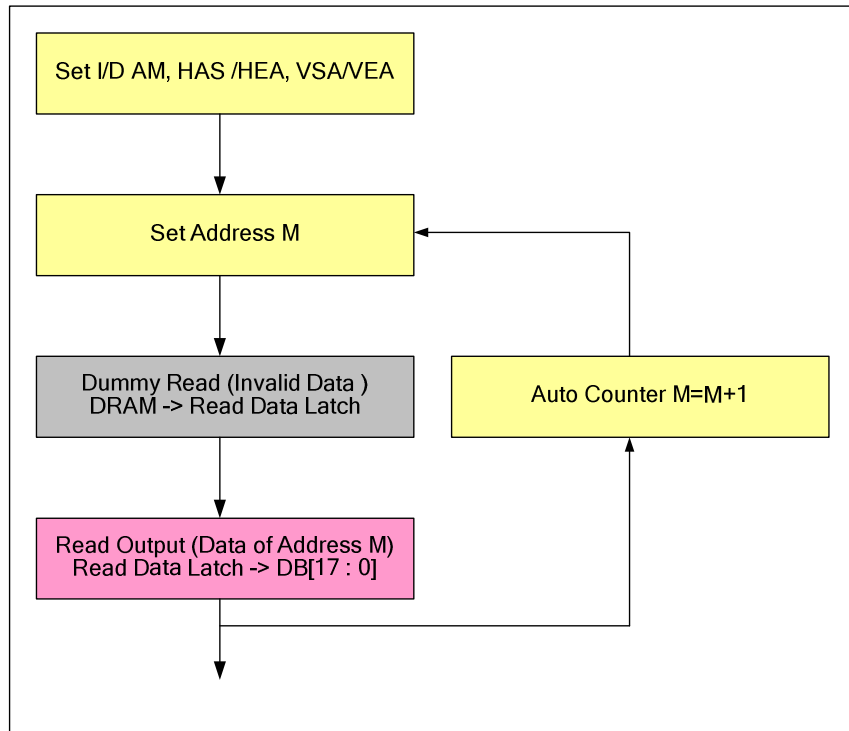 Set I/D AM, HAS /HEA, VSA/VEA
Set Address M
Dummy Read (Invalid Data )
DRAM -> Read Data Latch
Auto Counter M=M+1
Read Output (Data of Address M)
Read Data Latch -> DB[17 : 0]